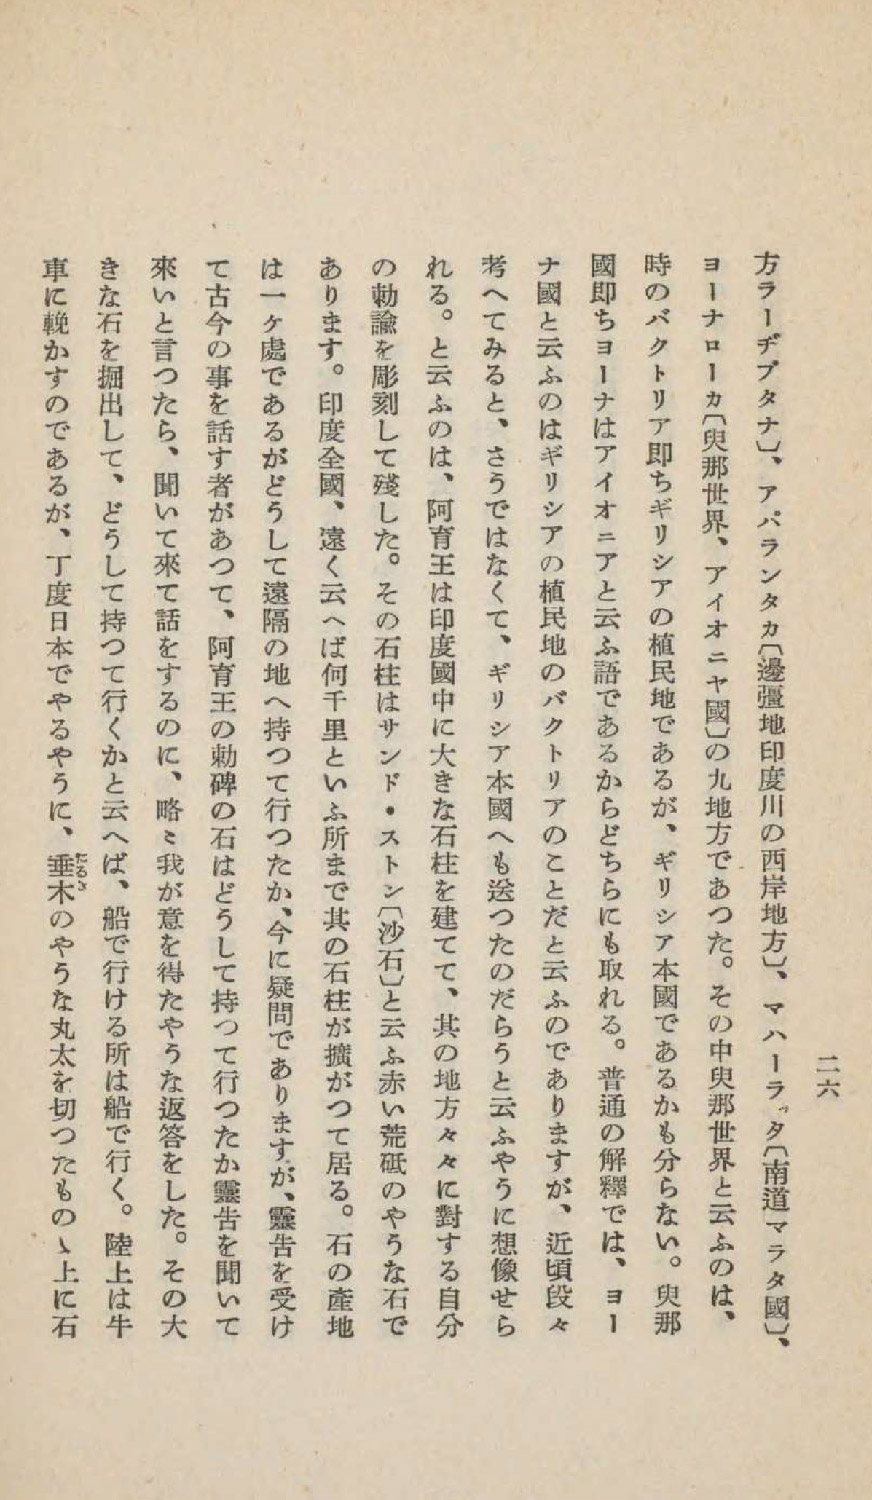 二六
方ラーヂプタナ〕、アパランタカ〔邊彊地印度川の西岸地方〕、マハーラッタ〔南道マラタ國〕、
ヨーナローカ〔臾那世界、アイオニヤ國〕の九地方であつた。その中臾那世界と云ふのは、
時のバクトリア即ちギリシアの植民地であるが、ギリシア本國であるかも分らない。臾那
國即ちヨーナはアイオニアと云ふ語であるからどちらにも取れる。普通の解釋では、ヨー
ナ國と云ふのはギリシアの植民地のバクトリアのことだと云ふのでありますが、近頃段々
考へてみると、さうではなくて、ギリシア本國へも送つたのだらうと云ふやうに想像せら
れる。と云ふのは、阿育王は印度國中に大きな石柱を建てて、其の地方々々に對する自分
の勅諭を彫刻して殘した。その石柱はサンド・ストン〔沙石〕と云ふ赤い荒砥のやうな石で
あります。印度全國、遠く云へば何千里といふ所まで其の石柱が擴がつて居る。石の產地
は一ケ處であるがどうして遠隔の地へ持つて行つたか、今に疑問でありますが、靈告を受け
て古今の事を話す者があつて、阿育王の勅碑の石はどうして持つて行つたか靈告を聞いて
來いと言つたら、聞いて來て話をするのに、略〻我が意を得たやうな返答をした。その大
きな石を掘出して、どうして持つて行くかと云へば、船で行ける所は船で行く。陸上は牛
車に輓かすのであるが、丁度日本でやるやうに、垂木のやうな丸太を切つたものゝ上に石
たるき